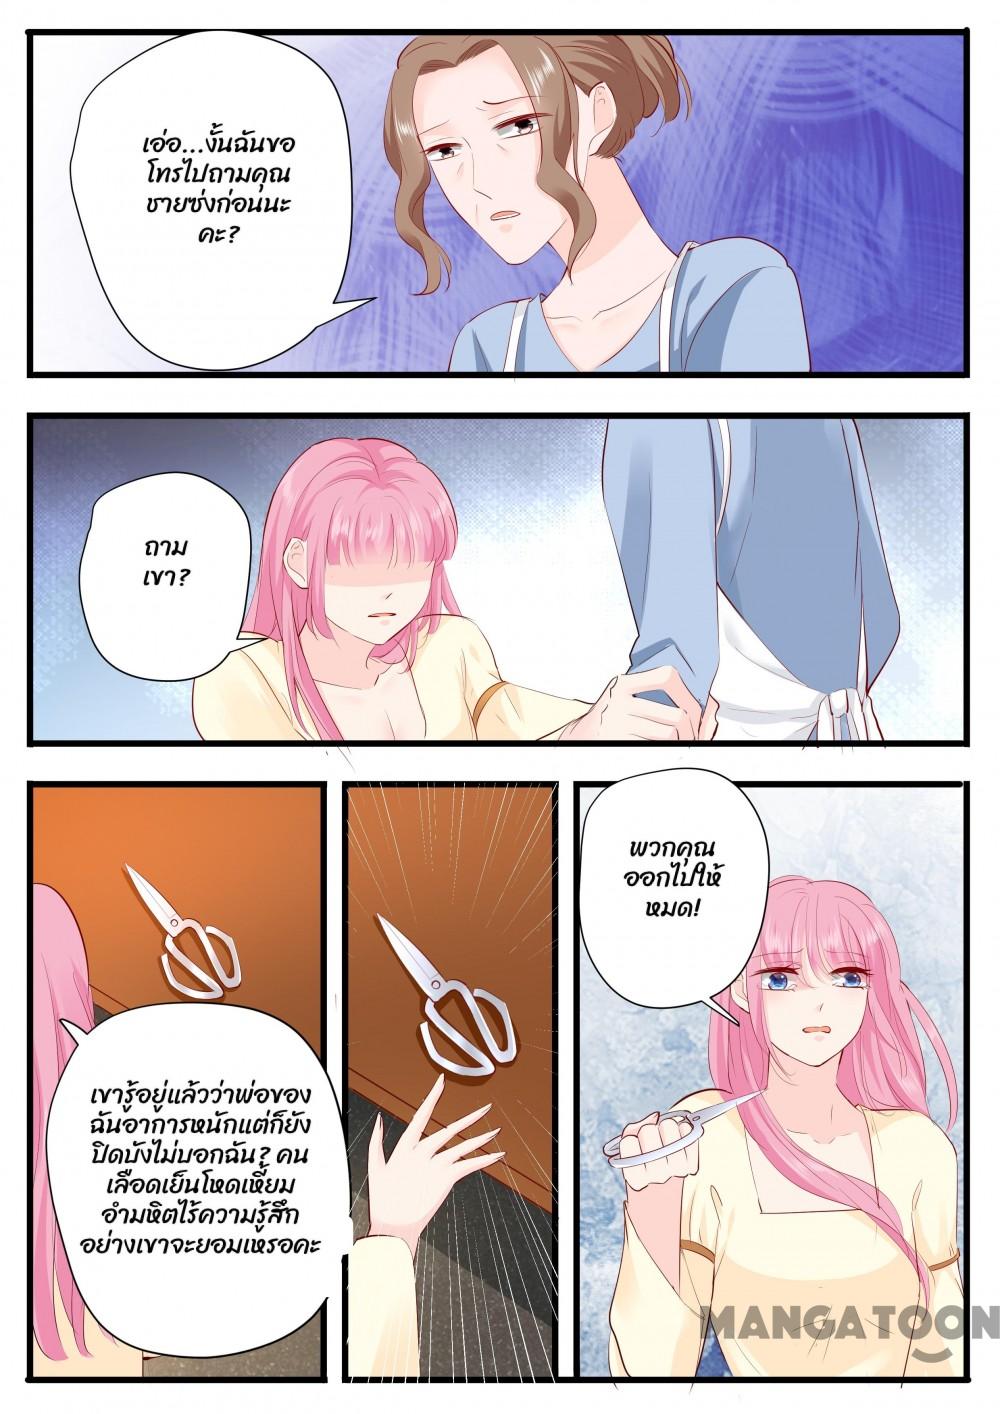 เอ่อ...งั้นฉันขอ
โทรไปถามคุณ
ชายซ่งก่อนนะ
คะ?
ถาม
เขา?
เขารู้อยู่แล้วว่าพ่อของ
ฉันอาการหนักแต่ก็ยัง
ปิดบังไม่บอกฉัน? คน
เลือดเย็นโหดเหี้ยม
อำมหิตไร้ความรู้สึก
อย่างเขาจะยอมเหรอคะ
พวกคุณ
ออกไปให้
หมด!
MANGATOON